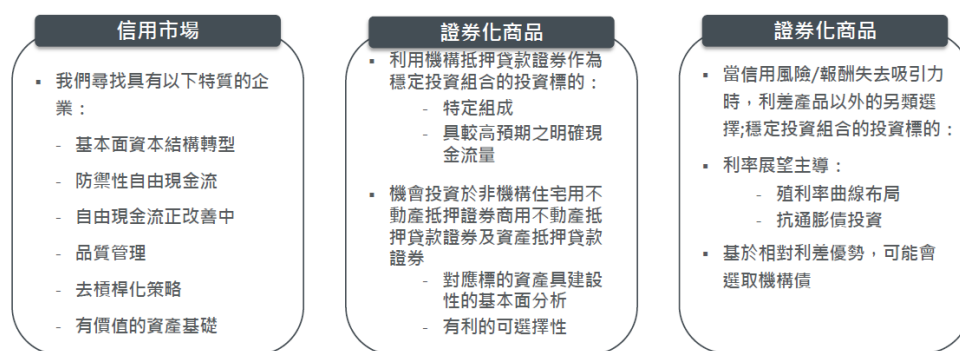 信用市場
▪ 我們尋找具有以下特質的企
業：
- 基本面資本結構轉型
- 防禦性自由現金流
- 自由現金流正改善中
- 品質管理
- 去槓桿化策略
- 有價值的資產基礎
證券化商品
▪ 利用機構抵押貸款證券作為
穩定投資組合的投資標的：
- 特定組成
- 具較高預期之明確現
金流量
▪ 機會投資於非機構住宅用不
動產抵押證券商用不動產抵
押貸款證券及資產抵押貸款
證券
- 對應標的資產具建設
性的基本面分析
- 有利的可選擇性
證券化商品
▪ 當信用風險/報酬失去吸引力
時，利差產品以外的另類選
擇;穩定投資組合的投資標的：
▪ 利率展望主導：
- 殖利率曲線布局
- 抗通膨債投資
▪ 基於相對利差優勢，可能會
選取機構債